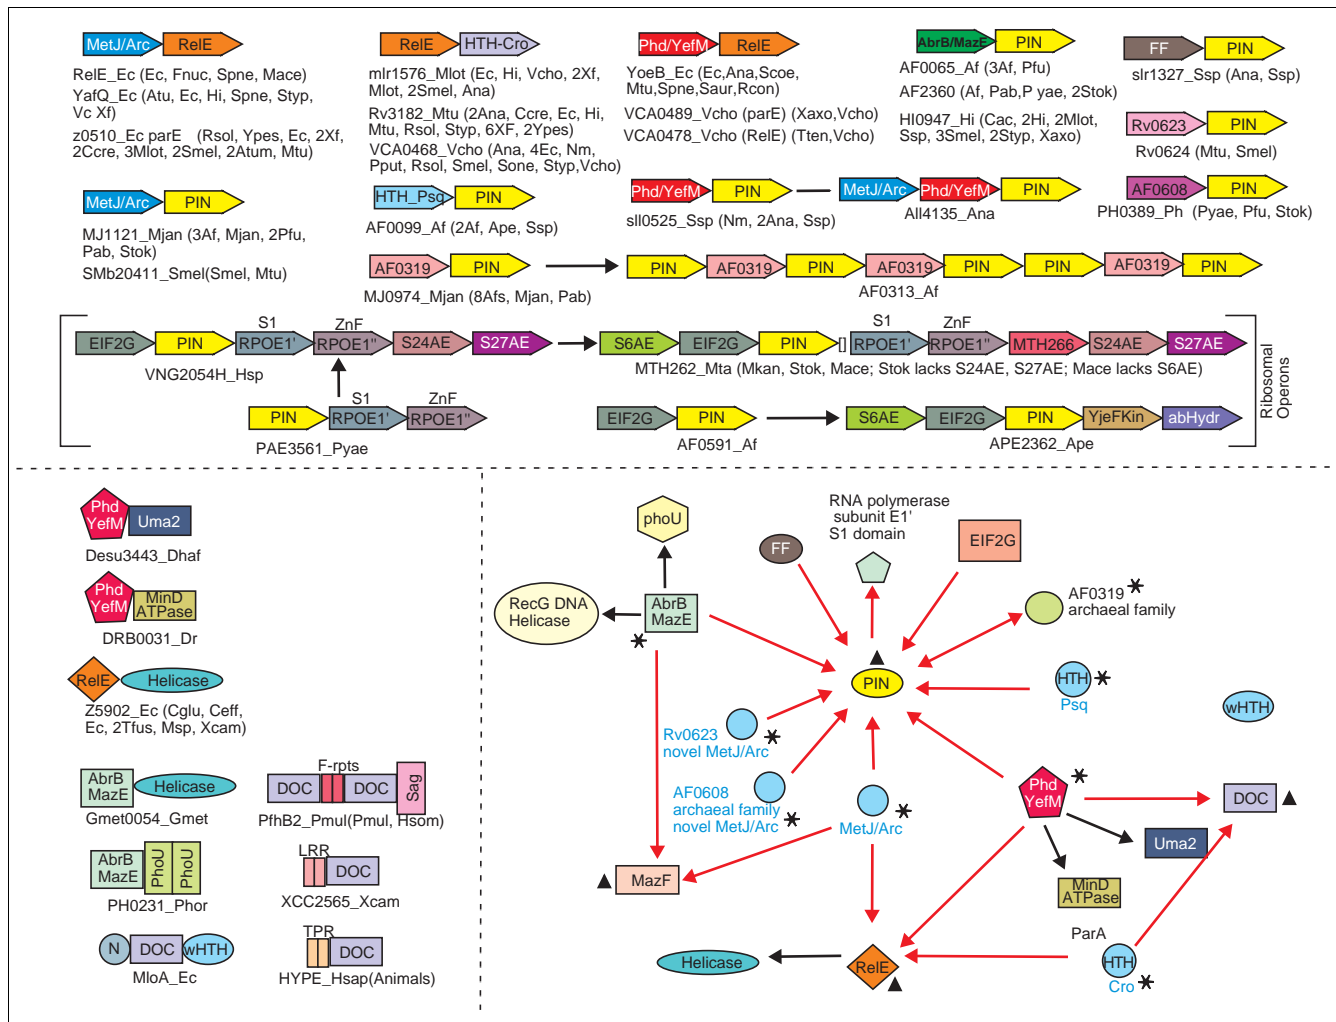 MetJ/Arc RelE
RelE_Ec (Ec, Fnuc, Spne, Mace)
YafQ_Ec (Atu, Ec, Hi, Spne, Styp,
Vc Xf)
z0510_Ec parE (Rsol, Ypes, Ec, 2Xf,
2Ccre, 3Mlot, 2Smel, 2Atum, Mtu)
RelE HTH-Cro
mlr1576_Mlot (Ec, Hi, Vcho, 2Xf,
Mlot, 2Smel, Ana)
Rv3182_Mtu (2Ana, Ccre, Ec, Hi,
Mtu, Rsol, Styp, 6XF, 2Ypes)
VCA0468_Vcho (Ana, 4Ec, Nm,
Pput, Rsol, Smel, Sone, Styp,Vcho)
Phd/YefM RelE
YoeB_Ec (Ec,Ana,Scoe,
Mtu,Spne,Saur,Rcon)
VCA0489_Vcho (parE) (Xaxo,Vcho)
VCA0478_Vcho (RelE) (Tten,Vcho)
AbrB/MazE PIN
AF0065_Af (3Af, Pfu)
AF2360 (Af, Pab,P yae, 2Stok)
HI0947_Hi (Cac, 2Hi, 2Mlot,
Ssp, 3Smel, 2Styp, Xaxo)
FF PIN
slr1327_Ssp (Ana, Ssp)
Rv0623 PIN
Rv0624 (Mtu, Smel)
MetJ/Arc PIN
MJ1121_Mjan (3Af, Mjan, 2Pfu,
Pab, Stok)
SMb20411_Smel(Smel, Mtu)
HTH_Psq PIN
AF0099_Af (2Af, Ape, Ssp)
Phd/YefM PIN
sll0525_Ssp (Nm, 2Ana, Ssp)
MetJ/Arc Phd/YefM PIN
All4135_Ana
AF0608 PIN
PH0389_Ph (Pyae, Pfu, Stok)
AF0319 PIN
MJ0974_Mjan (8Afs, Mjan, Pab)
PIN AF0319 AF0319 PIN PIN AF0319 PIN
AF0313_Af
S1 ZnF
EIF2G PIN RPOE1' RPOE1" S24AE S27AE
VNG2054H_Hsp
S1 ZnF
S6AE EIF2G PIN [] RPOE1' RPOE1" MTH266 S24AE S27AE
MTH262_Mta (Mkan, Stok, Mace; Stok lacks S24AE, S27AE; Mace lacks S6AE)
S1 ZnF
PIN RPOE1' RPOE1"
PAE3561_Pyae
EIF2G PIN
AF0591_Af
S6AE EIF2G PIN YjeFKin abHydr
APE2362_Ape
Ribosomal
Operons
Phd
YefM Uma2
Desu3443_Dhaf
Phd
YefM MinD
ATPase
DRB0031_Dr
RelE Helicase
Z5902_Ec (Cglu, Ceff,
Ec, 2Tfus, Msp, Xcam)
AbrB
MazE Helicase
Gmet0054_Gmet
AbrB
MazE PhoU PhoU
PH0231_Phor
N DOC wHTH
MloA_Ec
F-rpts
DOC DOC Sag
PfhB2_Pmul(Pmul, Hsom)
LRR
DOC
XCC2565_Xcam
TPR
DOC
HYPE_Hsap(Animals)
phoU
RecG DNA
Helicase
AbrB
MazE
*
FF
RNA polymerase
subunit E1'
S1 domain
EIF2G
AF0319 *
archaeal family
PIN
HTH *
Psq
wHTH
Rv0623 *
novel MetJ/Arc
AF0608
archaeal family
novel MetJ/Arc *
MetJ/Arc *
Phd
YefM *
DOC
Uma2
MinD
ATPase
MazF
ParA
HTH
Cro *
Helicase
RelE